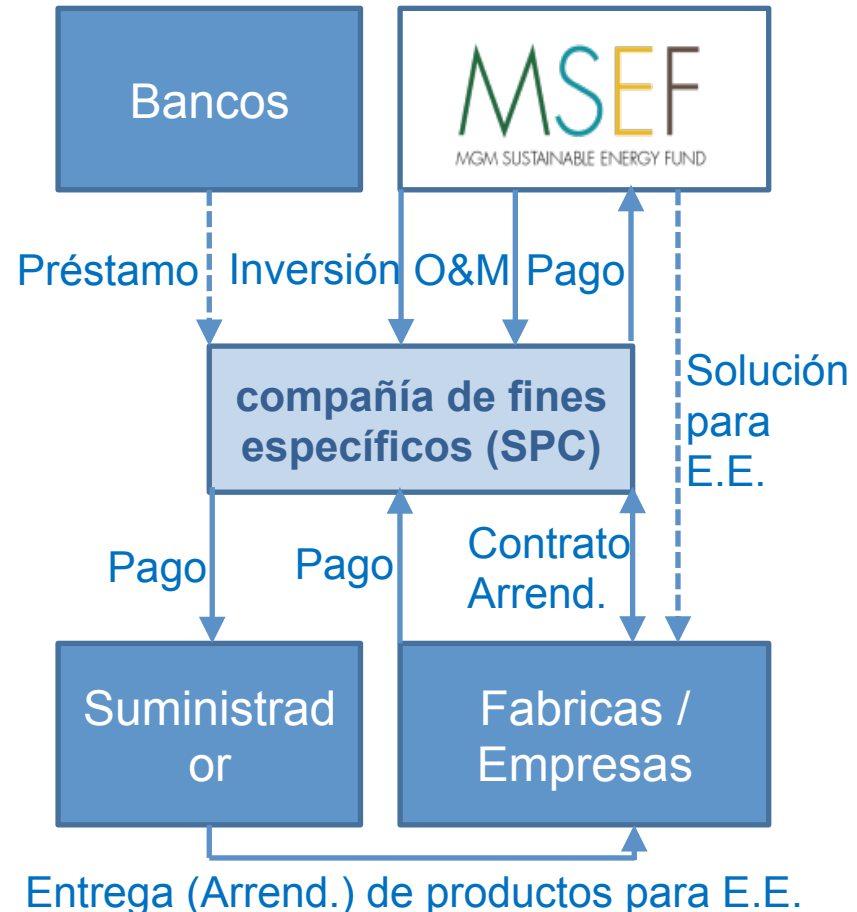 Bancos
MSEF
MGM SUSTAINABLE ENERGY FUND
Préstamo
Inversión
O&M
Pago
Solución
para
E.E.
compañía de fines
específicos (SPC)
Pago
Pago
Contrato
Arrend.
Suministrad
or
Fabricas /
Empresas
Entrega (Arrend.) de productos para E.E.